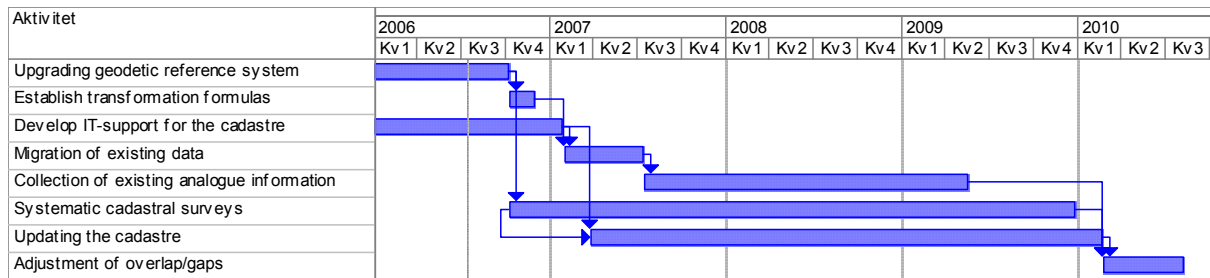 Aktivitet
2006 2007 2008 2009 2010
Kv 1 Kv 2 Kv 3 Kv 4 Kv 1 Kv 2 Kv 3 Kv 4 Kv 1 Kv 2 Kv 3 Kv 4 Kv 1 Kv 2 Kv 3 Kv 4 Kv 1 Kv 2 Kv 3
Upgrading geodetic reference system
Establish transformation formulas
Develop IT-support for the cadastre
Migration of existing data
Collection of existing analogue information
Systematic cadastral surveys
Updating the cadastre
Adjustment of overlap/gaps